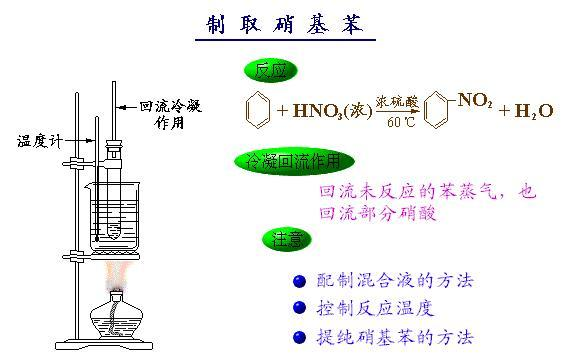 制 取 硝 基 苯
反应
+ HNO₃(浓) 浓硫酸 60℃ NO₂ + H₂O
回流冷凝
作用
温度计
冷凝回流作用
回流未反应的苯蒸气，也
回流部分硝酸
注意
配制混合液的方法
控制反应温度
提纯硝基苯的方法